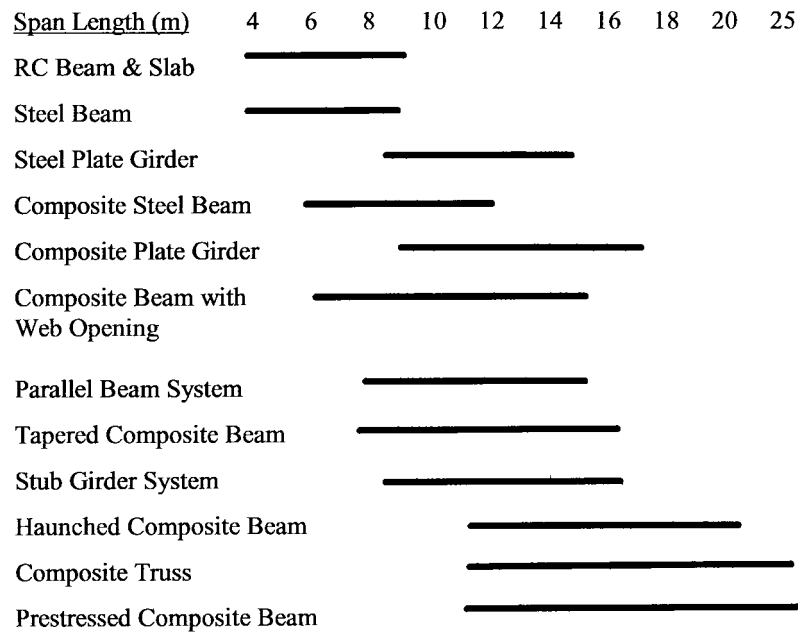 Span Length (m) 4 6 8 10 12 14 16 18 20 25
RC Beam & Slab
Steel Beam
Steel Plate Girder
Composite Steel Beam
Composite Plate Girder
Composite Beam with
Web Opening
Parallel Beam System
Tapered Composite Beam
Stub Girder System
Haunched Composite Beam
Composite Truss
Prestressed Composite Beam